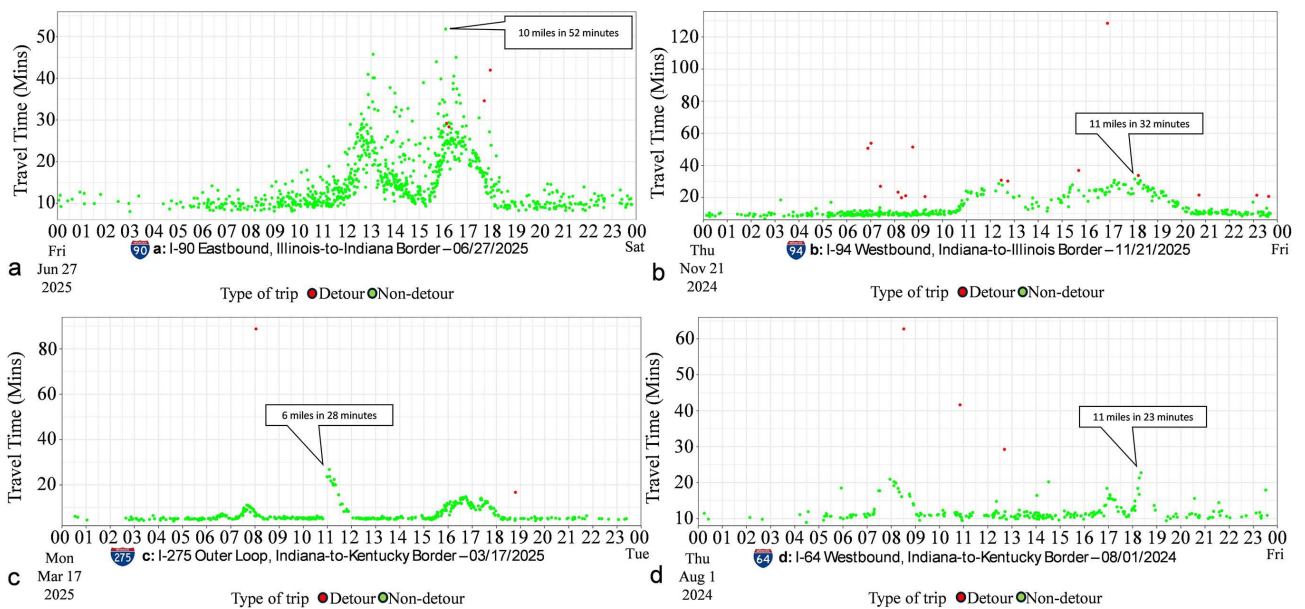 Travel Time (Mins)
50
40
30
20
10
10 miles in 52 minutes
00 01 02 03 04 05 06 07 08 09 10 11 12 13 14 15 16 17 18 19 20 21 22 23 00
Fri Sat
Jun 27
2025
90 a: I-90 Eastbound, Illinois-to-Indiana Border – 06/27/2025
a
Type of trip Detour Non-detour
Travel Time (Mins)
120
100
80
60
40
20
11 miles in 32 minutes
00 01 02 03 04 05 06 07 08 09 10 11 12 13 14 15 16 17 18 19 20 21 22 23 00
Thu Fri
Nov 21
2024
94 b: I-94 Westbound, Indiana-to-Illinois Border – 11/21/2025
b
Type of trip Detour Non-detour
Travel Time (Mins)
80
60
40
20
6 miles in 28 minutes
00 01 02 03 04 05 06 07 08 09 10 11 12 13 14 15 16 17 18 19 20 21 22 23 00
Mon Tue
Mar 17
2025
275 c: I-275 Outer Loop, Indiana-to-Kentucky Border – 03/17/2025
c
Type of trip Detour Non-detour
Travel Time (Mins)
60
50
40
30
20
10
11 miles in 23 minutes
00 01 02 03 04 05 06 07 08 09 10 11 12 13 14 15 16 17 18 19 20 21 22 23 00
Thu Fri
Aug 1
2024
64 d: I-64 Westbound, Indiana-to-Kentucky Border – 08/01/2024
d
Type of trip Detour Non-detour